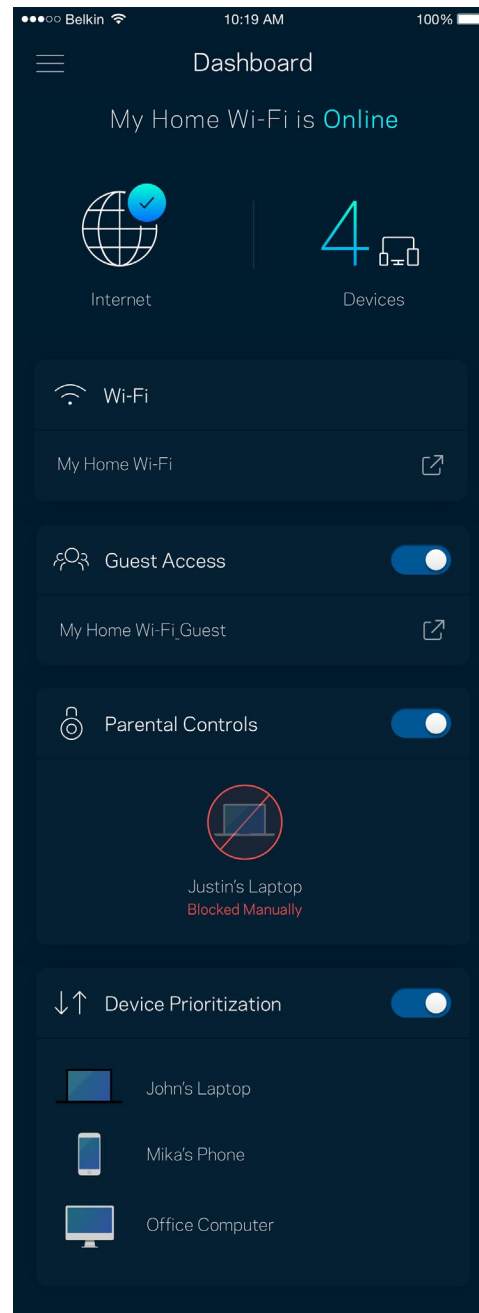 Belkin 10:19 AM 100%
Dashboard
My Home Wi-Fi is Online
4
Internet Devices
Wi-Fi
My Home Wi-Fi
Guest Access
My Home Wi-Fi_Guest
Parental Controls
Justin's Laptop
Blocked Manually
Device Prioritization
John's Laptop
Mika's Phone
Office Computer